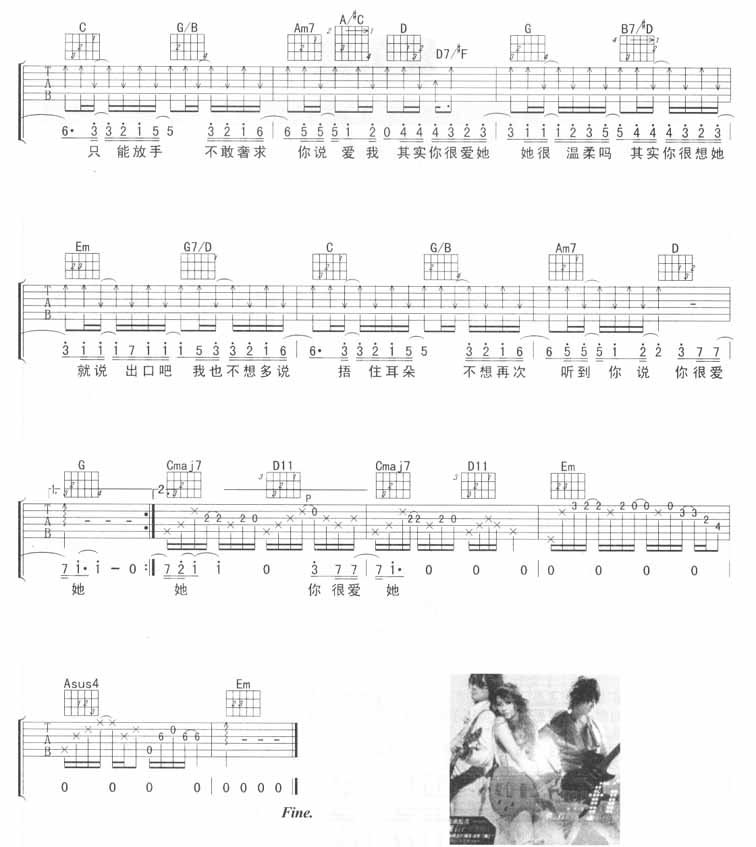 C G/B Am7 A/#C D D7/#F G B7/#D
T A B
6· 3 3 2 1 5 5 3 2 1 6 6 5 5 5 1 2 0 4 4 4 3 2 3 3 1 1 1 5 5 5 5 4 4 4 3 2 3
只 能放手 不敢奢求 你说 爱我 其实你很爱她 她很 温柔吗 其实你很想她
Em G7/D C G/B Am7 D
T A B
3 1 1 1 1 7 1 1 1 5 3 3 2 1 6 6· 3 3 2 1 5 5 3 2 1 6 6 5 5 5 1 2 2 3 7 7
就说 出口吧 我也不想多说 捂 住耳朵 不想再次 听到 你 说 你很爱
1. G 2. Cmaj7 D11 Cmaj7 D11 Em
T A B
P
2 2 2 0 0 2 2 2 0 3 2 2 2 0 0 0 3 3 2 4
7 1· 1 – 0 :‖ 7 2 1 1 0 3 7 7 7 1· 0 0 0 0 0 0 0
她 她 你 很爱 她
Asus4 Em
T A B
0 6 0 6 6
0 0 0 0 0 0 0 0
Fine.